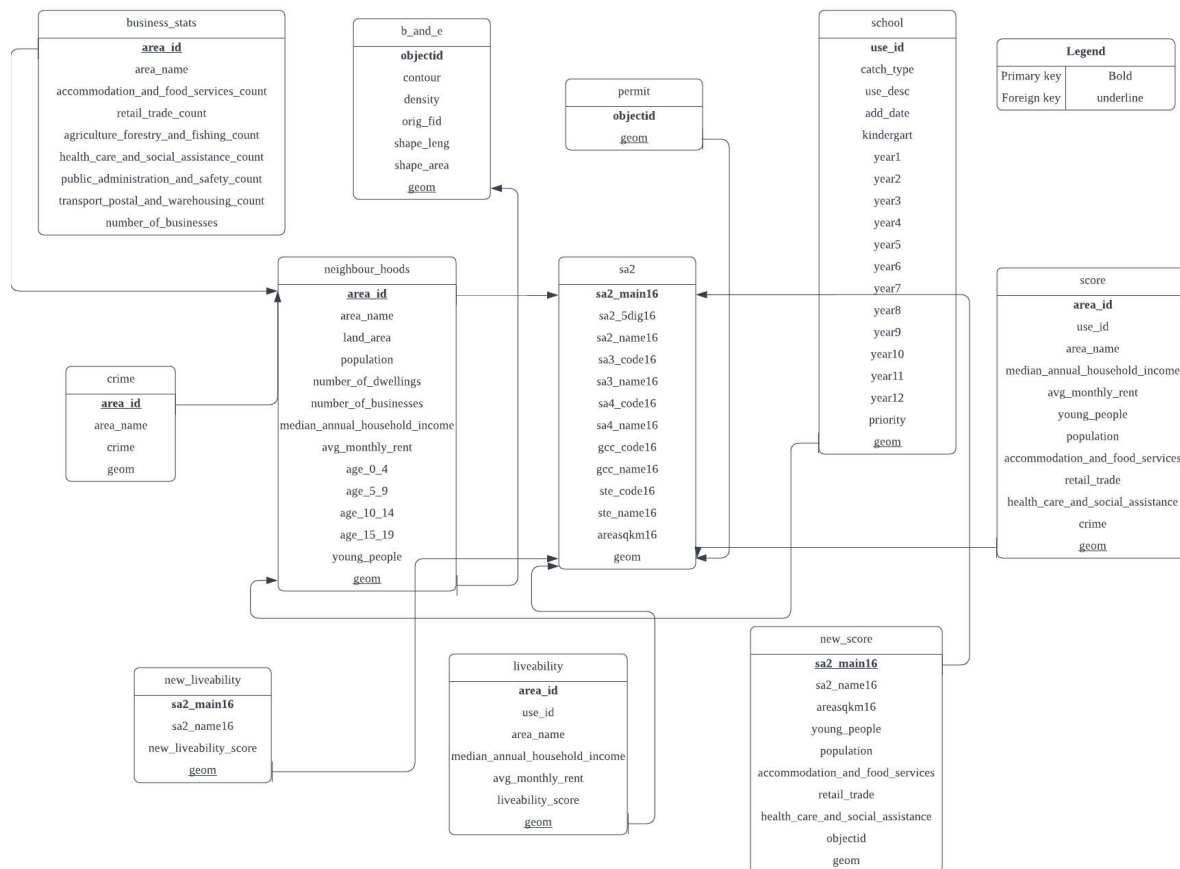 business_stats
area_id
area_name
accommodation_and_food_services_count
retail_trade_count
agriculture_forestry_and_fishing_count
health_care_and_social_assistance_count
public_administration_and_safety_count
transport_postal_and_warehousing_count
number_of_businesses
b_and_e
objectid
contour
density
orig_fid
shape_leng
shape_area
geom
permit
objectid
geom
school
use_id
catch_type
use_desc
add_date
kindergart
year1
year2
year3
year4
year5
year6
year7
year8
year9
year10
year11
year12
priority
geom
Legend
Primary key Bold
Foreign key underline
neighbour_hoods
area_id
area_name
land_area
population
number_of_dwellings
number_of_businesses
median_annual_household_income
avg_monthly_rent
age_0_4
age_5_9
age_10_14
age_15_19
young_people
geom
sa2
sa2_main16
sa2_5dig16
sa2_name16
sa3_code16
sa3_name16
sa4_code16
sa4_name16
gcc_code16
gcc_name16
ste_code16
ste_name16
areasqkm16
geom
score
area_id
use_id
area_name
median_annual_household_income
avg_monthly_rent
young_people
population
accommodation_and_food_services
retail_trade
health_care_and_social_assistance
crime
geom
crime
area_id
area_name
crime
geom
new_liveability
sa2_main16
sa2_name16
new_liveability_score
geom
liveability
area_id
use_id
area_name
median_annual_household_income
avg_monthly_rent
liveability_score
geom
new_score
sa2_main16
sa2_name16
areasqkm16
young_people
population
accommodation_and_food_services
retail_trade
health_care_and_social_assistance
objectid
geom